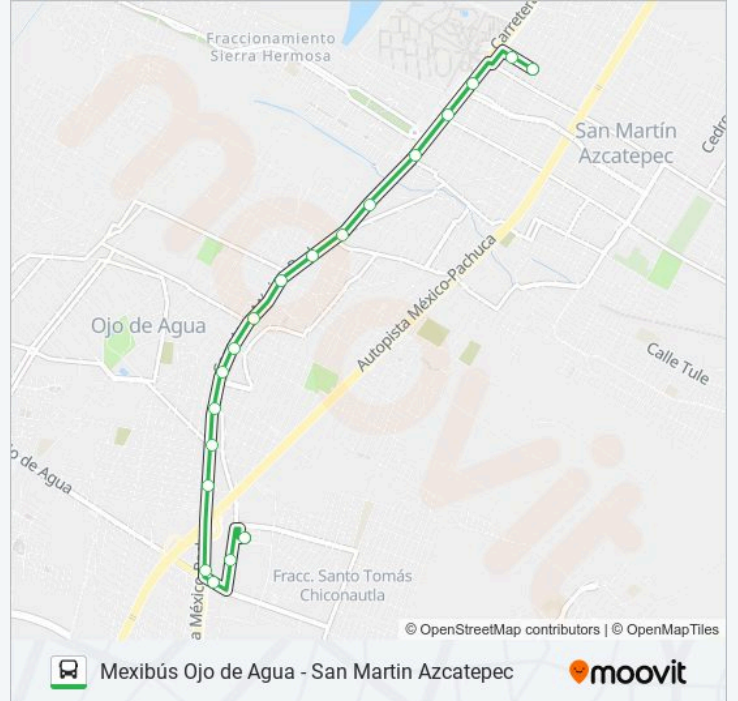 Carretera
Fraccionamiento
Sierra Hermosa
San Martín
Azcatepec
Autopista México-Pachuca
Ojo de Agua
Calle Tule
o de Agua
Fracc. Santo Tomás
Chiconautla
a México
moovit
© OpenStreetMap contributors | © OpenMapTiles
Mexibús Ojo de Agua - San Martin Azcatepec
moovit